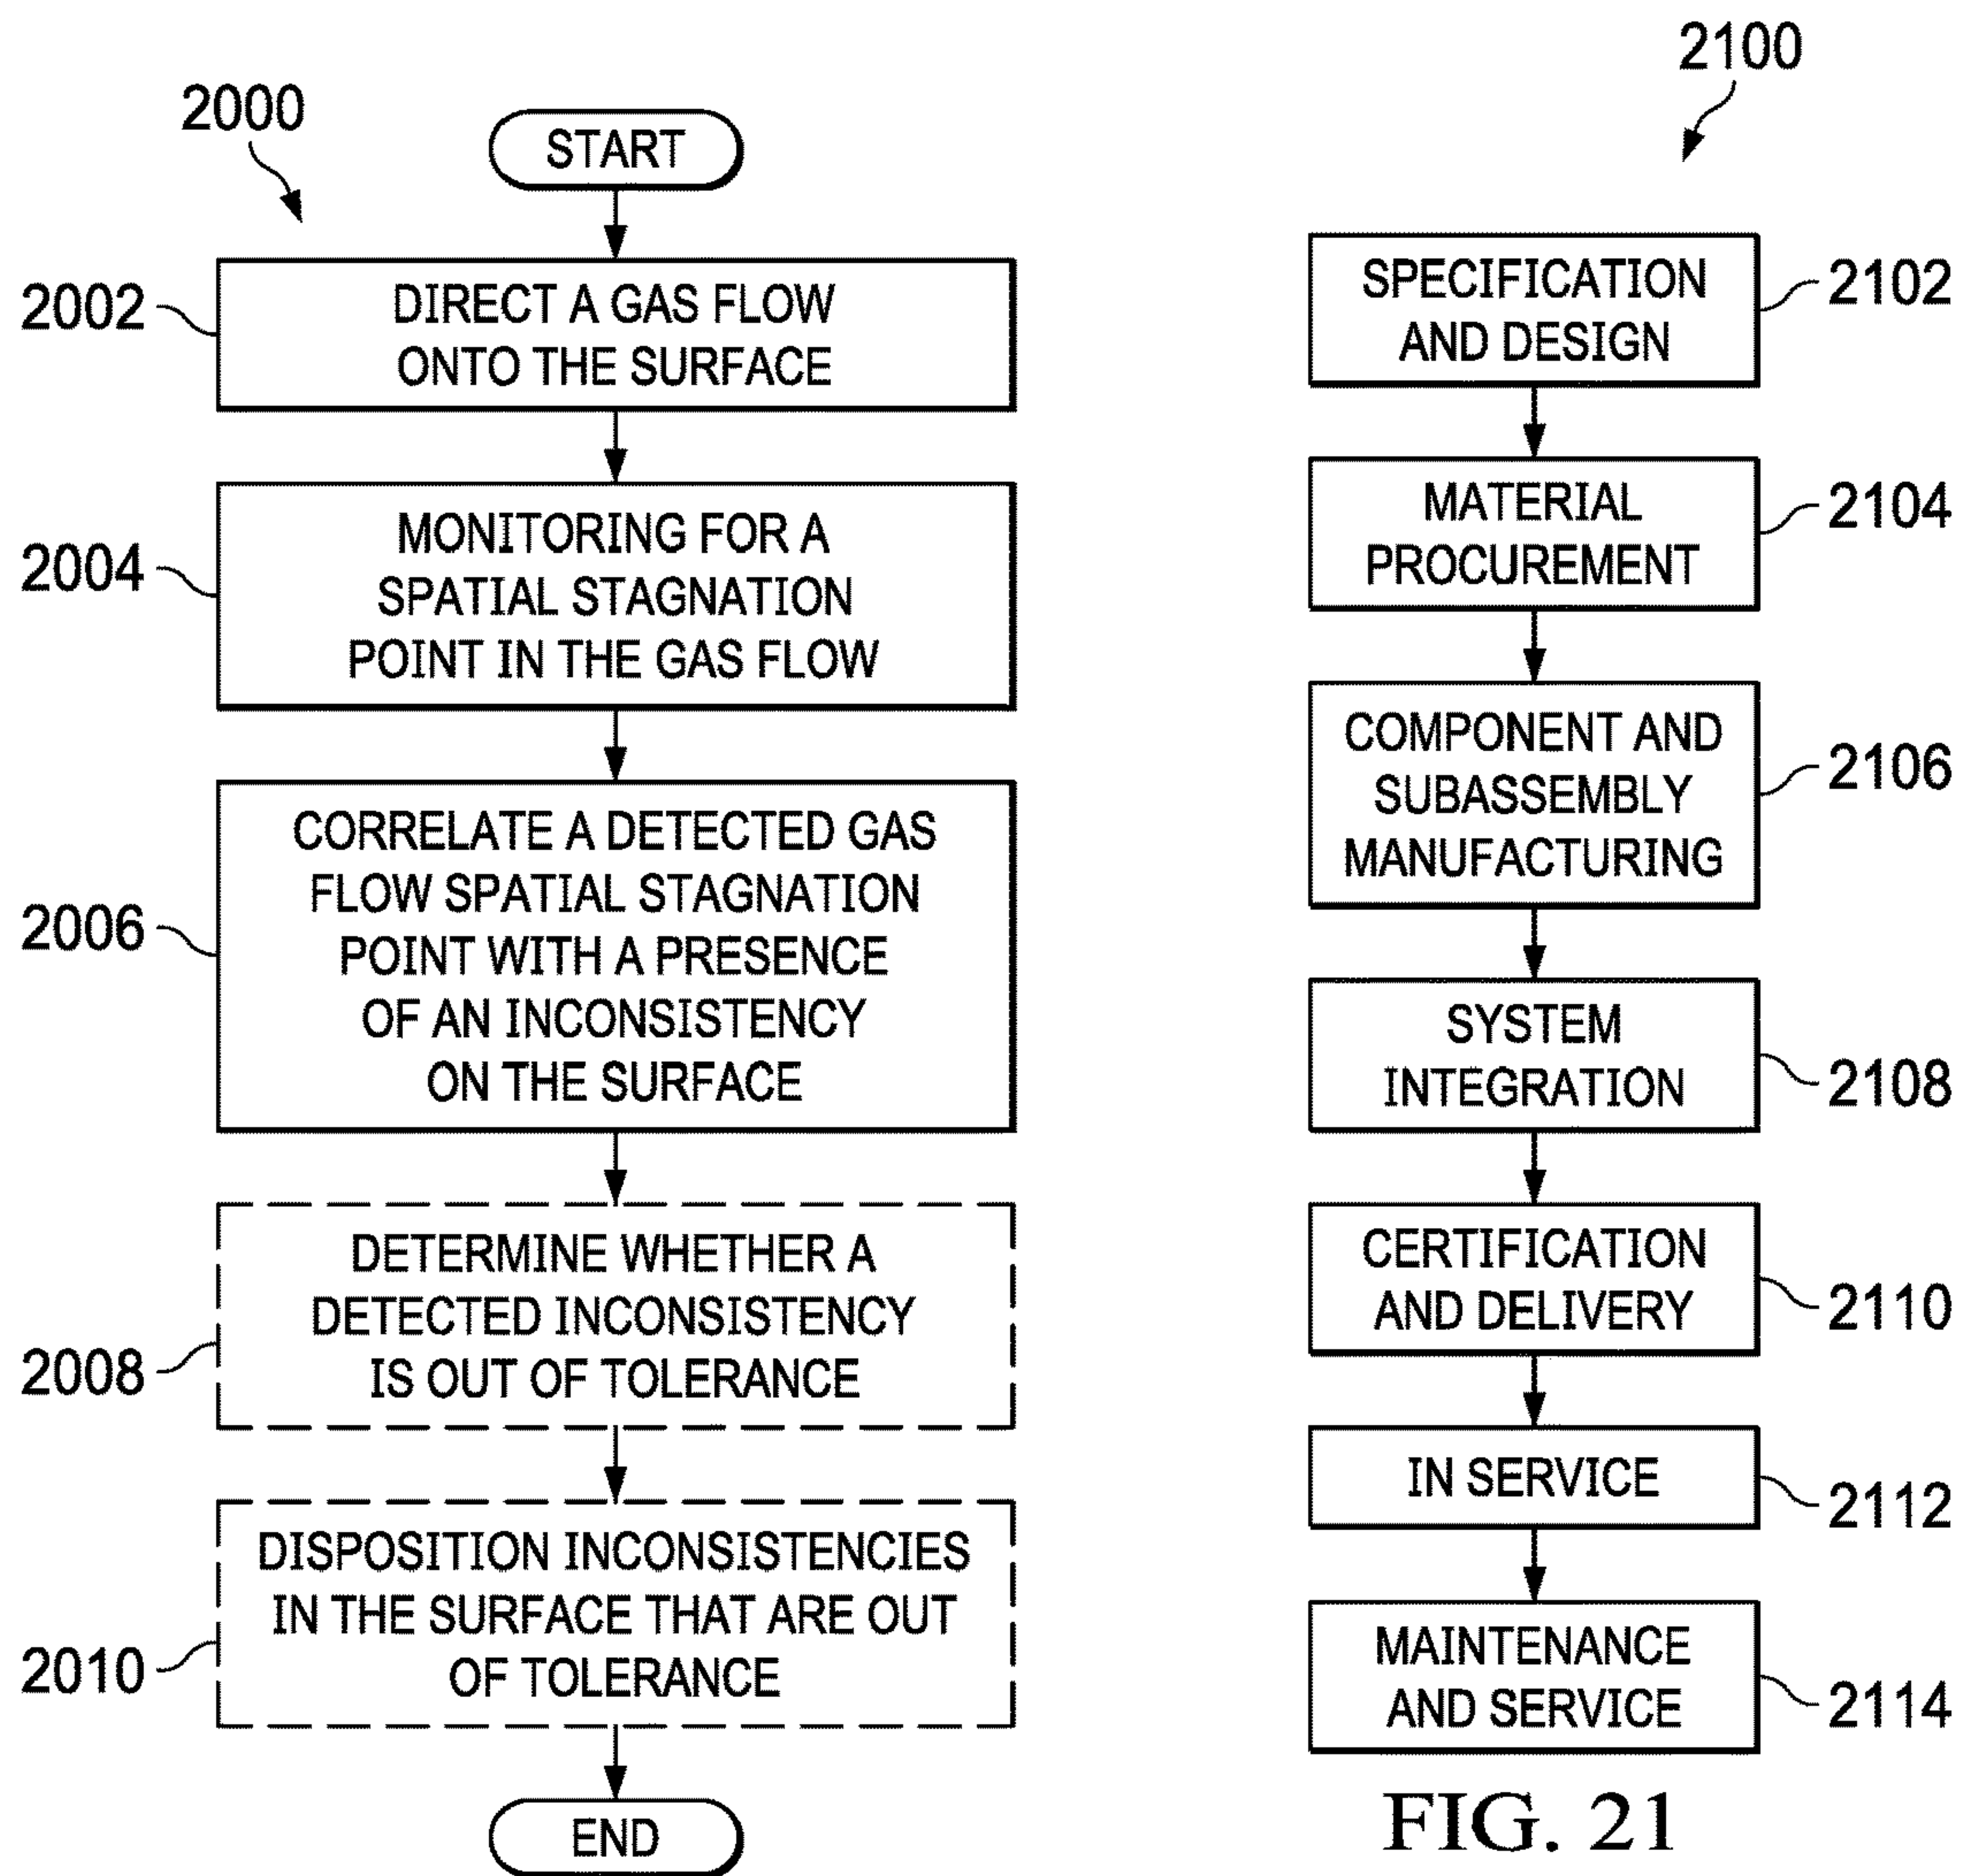 2000
START
2002
DIRECT A GAS FLOW
ONTO THE SURFACE
2004
MONITORING FOR A
SPATIAL STAGNATION
POINT IN THE GAS FLOW
2006
CORRELATE A DETECTED GAS
FLOW SPATIAL STAGNATION
POINT WITH A PRESENCE
OF AN INCONSISTENCY
ON THE SURFACE
2008
DETERMINE WHETHER A
DETECTED INCONSISTENCY
IS OUT OF TOLERANCE
2010
DISPOSITION INCONSISTENCIES
IN THE SURFACE THAT ARE OUT
OF TOLERANCE
END
2100
SPECIFICATION
AND DESIGN
2102
MATERIAL
PROCUREMENT
2104
COMPONENT AND
SUBASSEMBLY
MANUFACTURING
2106
SYSTEM
INTEGRATION
2108
CERTIFICATION
AND DELIVERY
2110
IN SERVICE
2112
MAINTENANCE
AND SERVICE
2114
FIG. 21